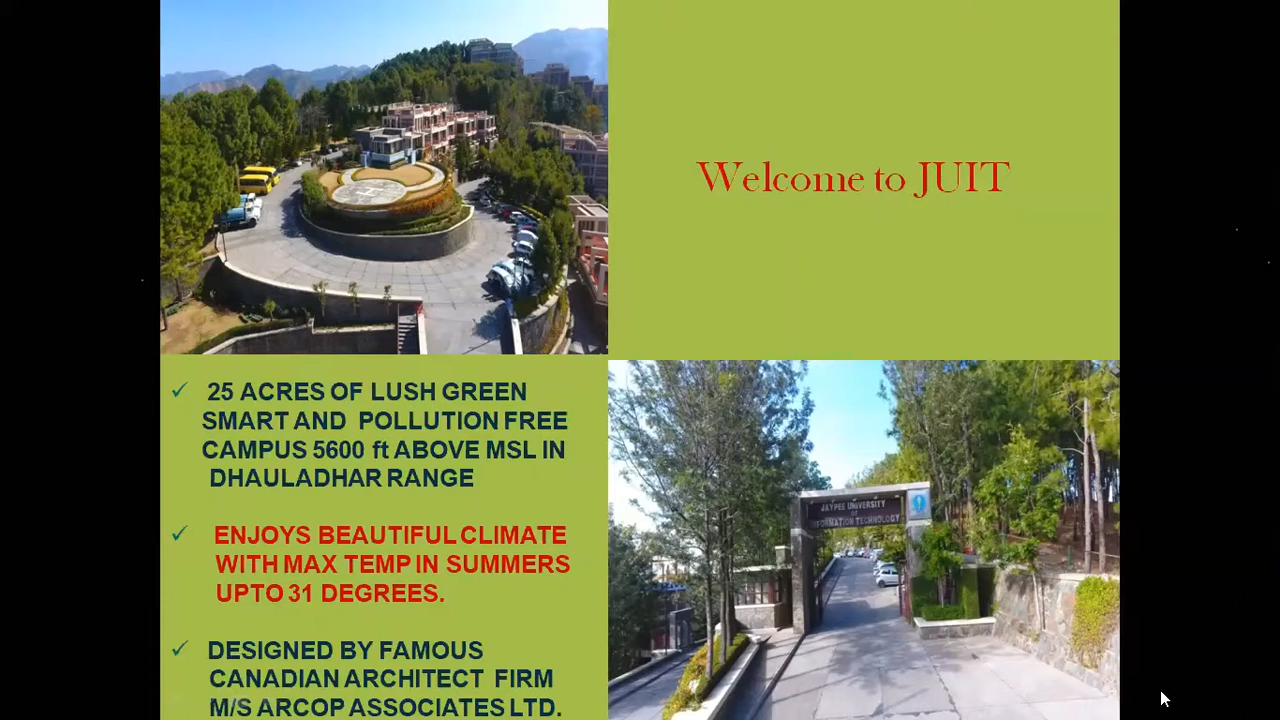 Welcome to JUIT
✓ 25 ACRES OF LUSH GREEN
SMART AND POLLUTION FREE
CAMPUS 5600 ft ABOVE MSL IN
DHAULADHAR RANGE
✓ ENJOYS BEAUTIFUL CLIMATE
WITH MAX TEMP IN SUMMERS
UPTO 31 DEGREES.
✓ DESIGNED BY FAMOUS
CANADIAN ARCHITECT FIRM
M/S ARCOP ASSOCIATES LTD.
JAYPEE UNIVERSITY
OF
INFORMATION TECHNOLOGY
H